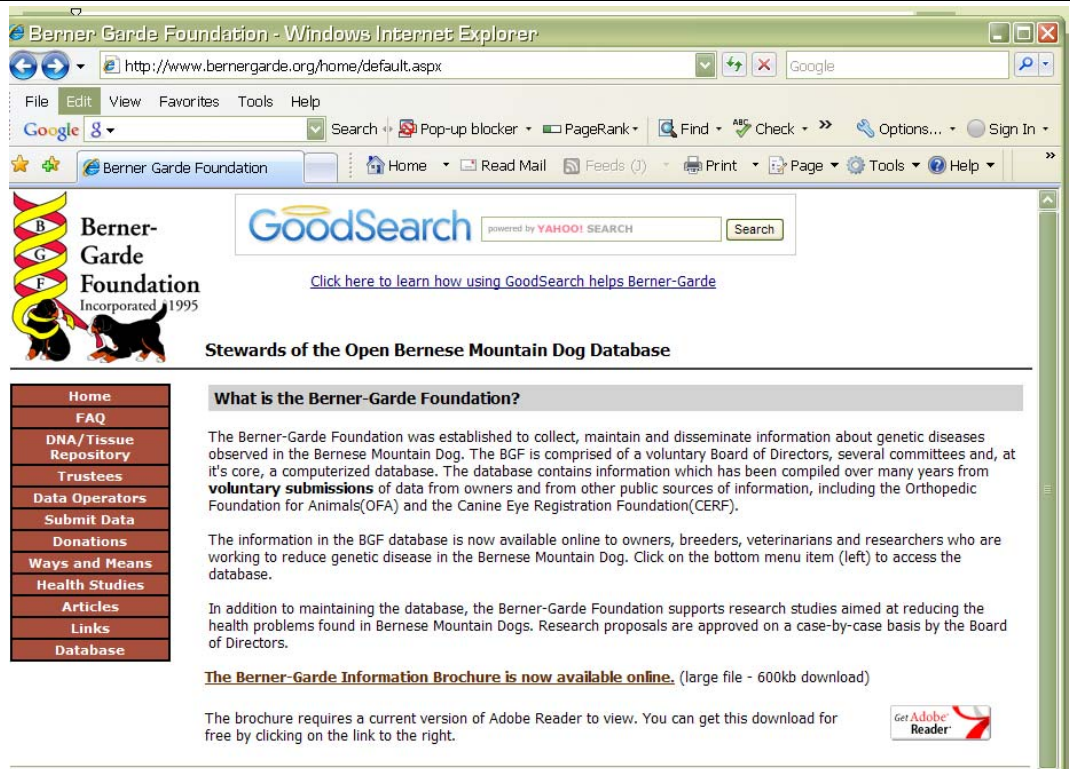 Berner Garde Foundation - Windows Internet Explorer
http://www.bernergarde.org/home/default.aspx
Google
File Edit View Favorites Tools Help
Google Search Pop-up blocker PageRank Find Check Options... Sign In
Berner Garde Foundation Home Read Mail Feeds (J) Print Page Tools Help
B
G
F
Berner-
Garde
Foundation
Incorporated 1995
GoodSearch powered by YAHOO! SEARCH Search
Click here to learn how using GoodSearch helps Berner-Garde
Stewards of the Open Bernese Mountain Dog Database
Home
FAQ
DNA/Tissue
Repository
Trustees
Data Operators
Submit Data
Donations
Ways and Means
Health Studies
Articles
Links
Database
What is the Berner-Garde Foundation?
The Berner-Garde Foundation was established to collect, maintain and disseminate information about genetic diseases
observed in the Bernese Mountain Dog. The BGF is comprised of a voluntary Board of Directors, several committees and, at
it's core, a computerized database. The database contains information which has been compiled over many years from
voluntary submissions of data from owners and from other public sources of information, including the Orthopedic
Foundation for Animals(OFA) and the Canine Eye Registration Foundation(CERF).
The information in the BGF database is now available online to owners, breeders, veterinarians and researchers who are
working to reduce genetic disease in the Bernese Mountain Dog. Click on the bottom menu item (left) to access the
database.
In addition to maintaining the database, the Berner-Garde Foundation supports research studies aimed at reducing the
health problems found in Bernese Mountain Dogs. Research proposals are approved on a case-by-case basis by the Board
of Directors.
The Berner-Garde Information Brochure is now available online. (large file - 600kb download)
The brochure requires a current version of Adobe Reader to view. You can get this download for
free by clicking on the link to the right.
Get Adobe
Reader